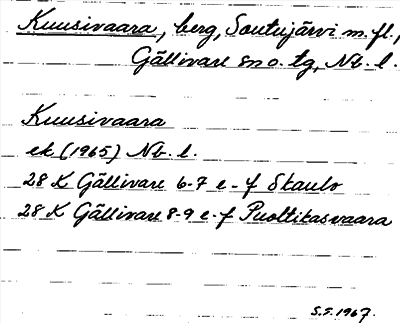 Kuusivaara, berg, Soutujärvi m. fl.,
Gällivare sn o. tg, Nb. l.
Kuusivaara
ek (1965) Nb. l.
28 K Gällivare 6-7 e-f Skaulo
28 K Gällivare 8-9 e-f Puoltikasvaara
S.S. 1967.